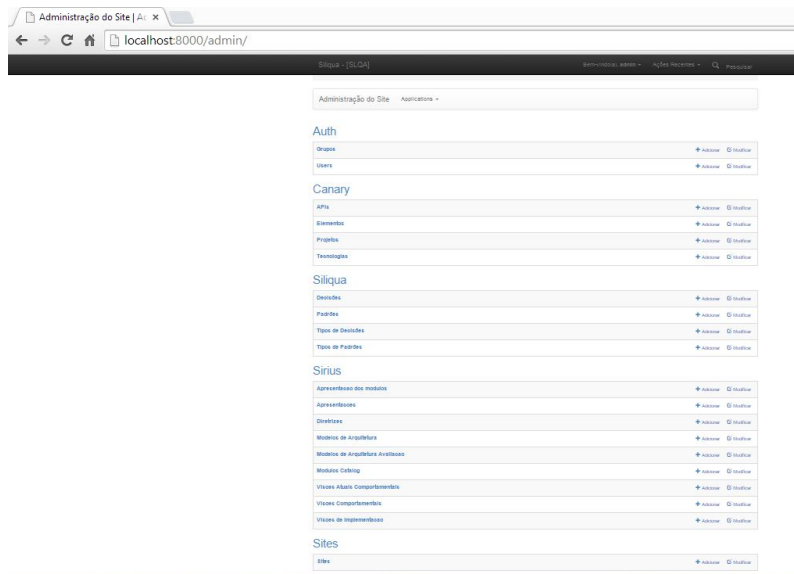 Administração do Site | Ac
localhost:8000/admin/
Siliqua - [SLQA] Bem-vindo(a), admin Ações Recentes Pesquisar
Administração do Site Applications
Auth
Grupos Adicionar Modificar
Users Adicionar Modificar
Canary
APIs Adicionar Modificar
Elementos Adicionar Modificar
Projetos Adicionar Modificar
Tecnologias Adicionar Modificar
Siliqua
Decisões Adicionar Modificar
Padrões Adicionar Modificar
Tipos de Decisões Adicionar Modificar
Tipos de Padrões Adicionar Modificar
Sirius
Apresentasao dos modulos Adicionar Modificar
Apresentasoes Adicionar Modificar
Diretrizes Adicionar Modificar
Modelos de Arquitetura Adicionar Modificar
Modelos de Arquitetura Avaliasao Adicionar Modificar
Modulos Catalog Adicionar Modificar
Visoes Atuais Comportamentais Adicionar Modificar
Visoes Comportamentais Adicionar Modificar
Visoes de Implementasao Adicionar Modificar
Sites
Sites Adicionar Modificar